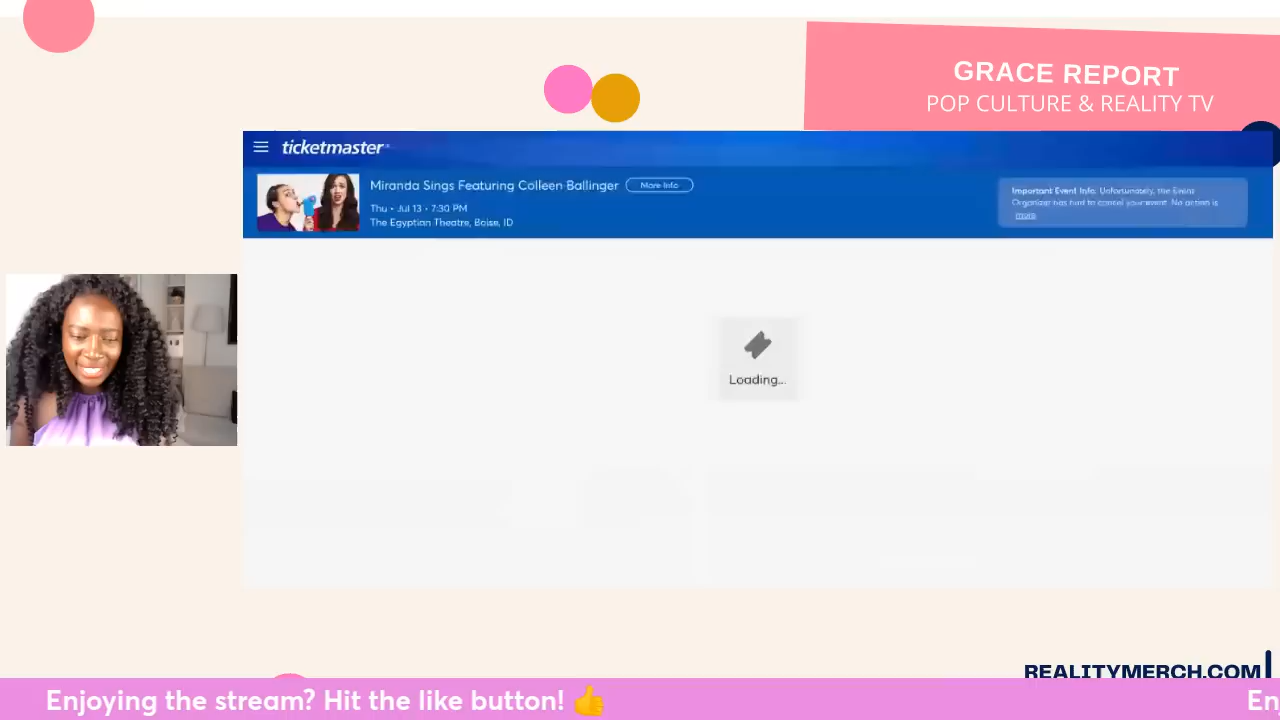 GRACE REPORT
POP CULTURE & REALITY TV
ticketmaster
Miranda Sings Featuring Colleen Ballinger
More Info
Thu • Jul 13 • 7:30 PM
The Egyptian Theatre, Boise, ID
Important Event Info: Unfortunately, the Event
Organizer has had to cancel your event. No action is
more
Loading...
REALITYMERCH.COM
Enjoying the stream? Hit the like button! 👍
En